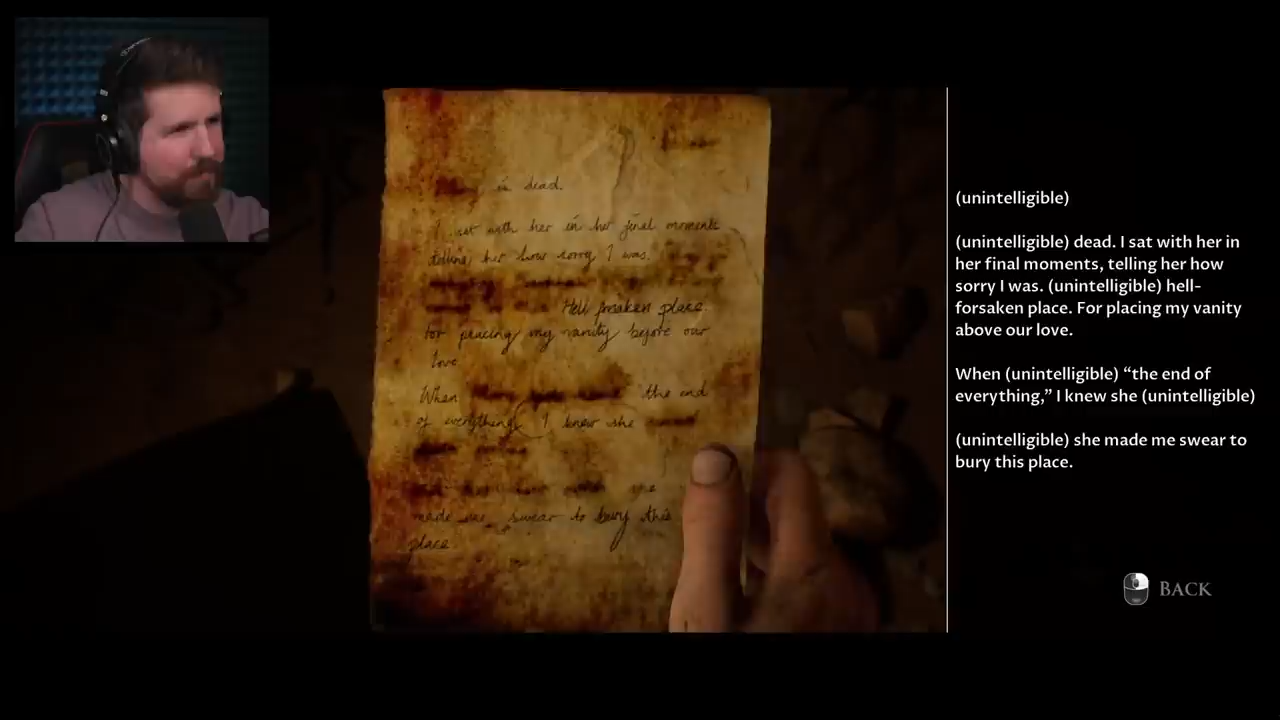 is dead.
I sat with her in her final moments
telling her how sorry I was.
Hell forsaken place.
for placing my vanity before our
love
When "the end
of everything" I knew she
she
made me swear to bury this
place.
(unintelligible)
(unintelligible) dead. I sat with her in
her final moments, telling her how
sorry I was. (unintelligible) hell-
forsaken place. For placing my vanity
above our love.
When (unintelligible) “the end of
everything,” I knew she (unintelligible)
(unintelligible) she made me swear to
bury this place.
BACK